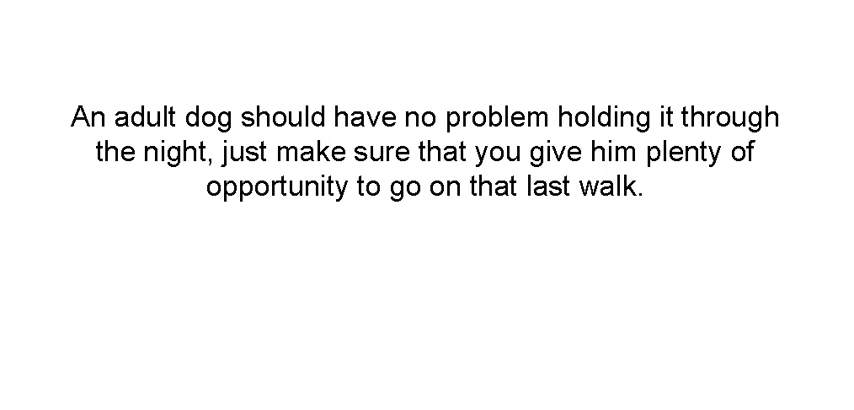 An adult dog should have no problem holding it through
the night, just make sure that you give him plenty of
opportunity to go on that last walk.